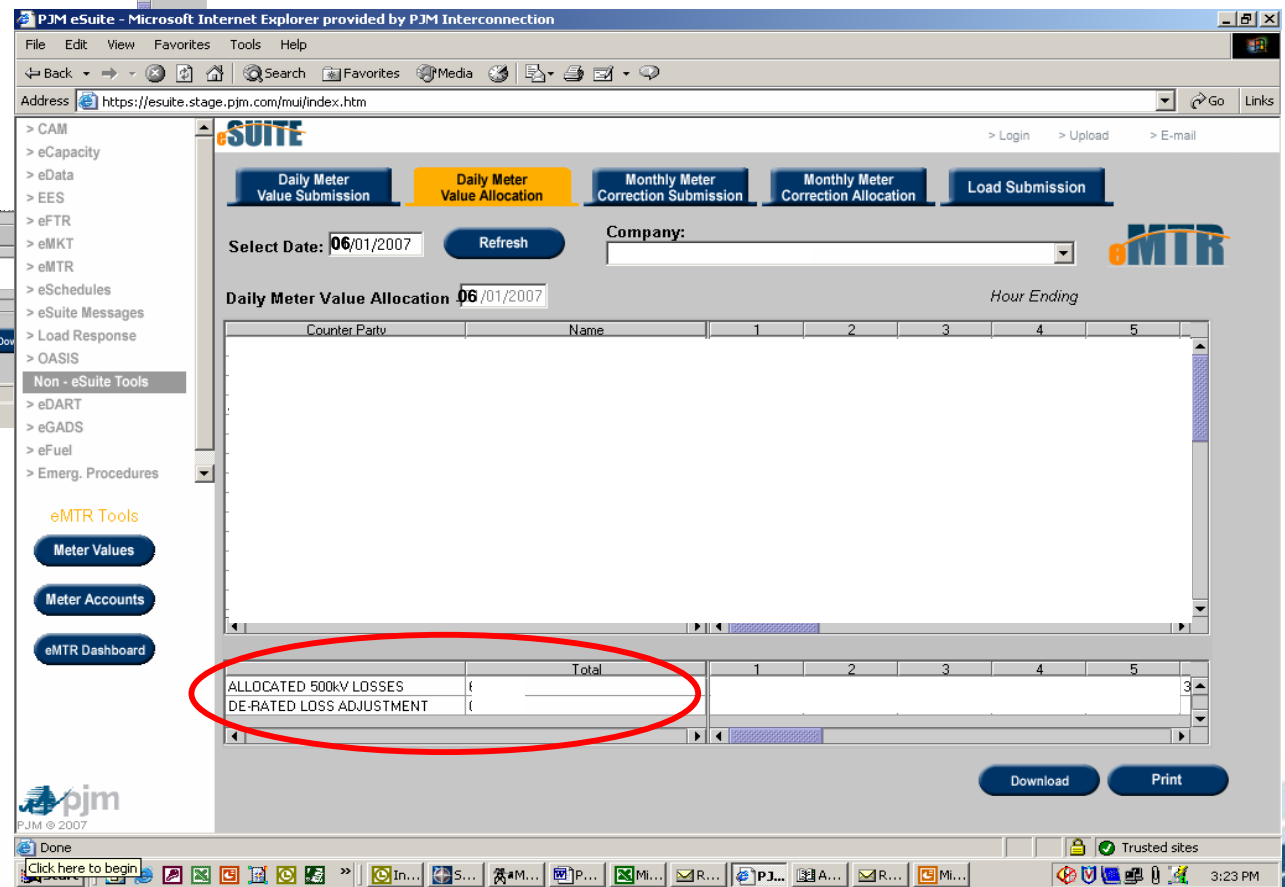 PJM eSuite - Microsoft Internet Explorer provided by PJM Interconnection
File Edit View Favorites Tools Help
Back Search Favorites Media
Address https://esuite.stage.pjm.com/mui/index.htm Go Links
> CAM
> eCapacity
> eData
> EES
> eFTR
> eMKT
> eMTR
> eSchedules
> eSuite Messages
> Load Response
> OASIS
Non - eSuite Tools
> eDART
> eGADS
> eFuel
> Emerg. Procedures
eMTR Tools
Meter Values
Meter Accounts
eMTR Dashboard
pjm
PJM © 2007
eSUITE
> Login > Upload > E-mail
Daily Meter Value Submission
Daily Meter Value Allocation
Monthly Meter Correction Submission
Monthly Meter Correction Allocation
Load Submission
Select Date: 06/01/2007 Refresh
Company:
eMTR
Daily Meter Value Allocation 06/01/2007 Hour Ending
Counter Party Name 1 2 3 4 5
Total 1 2 3 4 5
ALLOCATED 500kV LOSSES 3
DE-RATED LOSS ADJUSTMENT
Download Print
Done Trusted sites
Click here to begin
In... S... M... P... Mi... R... PJ... A... R... Mi... 3:23 PM